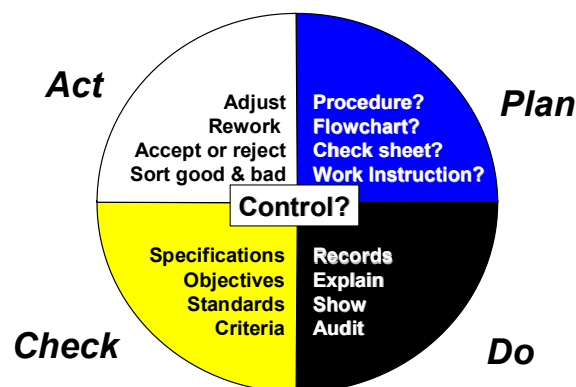 Act
Adjust
Rework
Accept or reject
Sort good & bad
Plan
Procedure?
Flowchart?
Check sheet?
Work Instruction?
Control?
Specifications
Objectives
Standards
Criteria
Check
Records
Explain
Show
Audit
Do